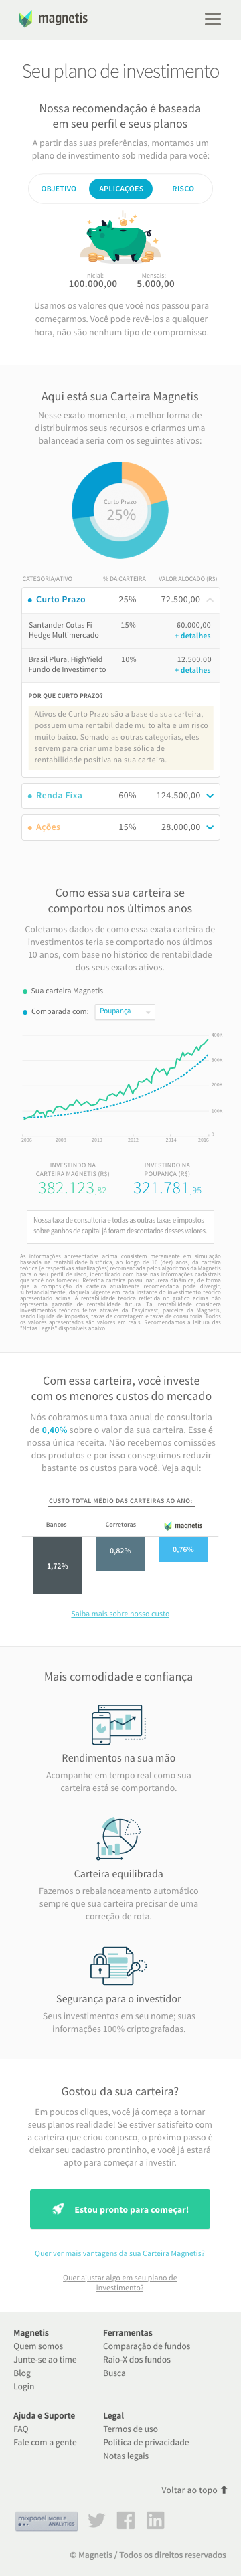 magnetis
Seu plano de investimento
Nossa recomendação é baseada
em seu perfil e seus planos
A partir das suas preferências, montamos um
plano de investimento sob medida para você:
OBJETIVO APLICAÇÕES RISCO
Inicial: Mensais:
100.000,00 5.000,00
Usamos os valores que você nos passou para
começarmos. Você pode revê-los a qualquer
hora, não são nenhum tipo de compromisso.
Aqui está sua Carteira Magnetis
Nesse exato momento, a melhor forma de
distribuirmos seus recursos e criarmos uma
balanceada seria com os seguintes ativos:
Curto Prazo
25%
CATEGORIA/ATIVO % DA CARTEIRA VALOR ALOCADO (R$)
Curto Prazo 25% 72.500,00
Santander Cotas Fi 15% 60.000,00
Hedge Multimercado + detalhes
Brasil Plural HighYield 10% 12.500,00
Fundo de Investimento + detalhes
POR QUE CURTO PRAZO?
Ativos de Curto Prazo são a base da sua carteira,
possuem uma rentabilidade muito alta e um risco
muito baixo. Somado as outras categorias, eles
servem para criar uma base sólida de
rentabilidade positiva na sua carteira.
Renda Fixa 60% 124.500,00
Ações 15% 28.000,00
Como essa sua carteira se
comportou nos últimos anos
Coletamos dados de como essa exata carteira de
investimentos teria se comportado nos últimos
10 anos, com base no histórico de rentabildade
dos seus exatos ativos.
Sua carteira Magnetis
Comparada com: Poupança
400K
300K
200K
100K
0
2006 2008 2010 2012 2014 2016
INVESTINDO NA INVESTINDO NA
CARTEIRA MAGNETIS (R$) POUPANÇA (R$)
382.123,82 321.781,95
Nossa taxa de consultoria e todas as outras taxas e impostos
sobre ganhos de capital já foram descontados desses valores.
As informações apresentadas acima consistem meramente em simulação
baseada na rentabilidade histórica, ao longo de 10 (dez) anos, da carteira
teórica (e respectivas atualizações) recomendada pelos algoritmos da Magnetis
para o seu perfil de risco, identificado com base nas informações cadastrais
que você nos forneceu. Referida carteira possui natureza dinâmica, de forma
que a composição da carteira atualmente recomendada pode divergir,
substancialmente, daquela vigente em cada instante do investimento teórico
apresentado acima. A rentabilidade teórica refletida no gráfico acima não
representa garantia de rentabilidade futura. Tal rentabilidade considera
investimentos teóricos feitos através da Easynvest, parceira da Magnetis,
sendo líquida de impostos, taxas de corretagem e taxas de consultoria. Todos
os valores apresentados são valores em reais. Recomendamos a leitura das
"Notas Legais" disponíveis abaixo.
Com essa carteira, você investe
com os menores custos do mercado
Nós cobramos uma taxa anual de consultoria
de 0,40% sobre o valor da sua carteira. Esse é
nossa única receita. Não recebemos comissões
dos produtos e por isso conseguimos reduzir
bastante os custos para você. Veja aqui:
CUSTO TOTAL MÉDIO DAS CARTEIRAS AO ANO:
Bancos Corretoras magnetis
1,72% 0,82% 0,76%
Saiba mais sobre nosso custo
Mais comodidade e confiança
Rendimentos na sua mão
Acompanhe em tempo real como sua
carteira está se comportando.
Carteira equilibrada
Fazemos o rebalanceamento automático
sempre que sua carteira precisar de uma
correção de rota.
Segurança para o investidor
Seus investimentos em seu nome; suas
informações 100% criptografadas.
Gostou da sua carteira?
Em poucos cliques, você já começa a tornar
seus planos realidade! Se estiver satisfeito com
a carteira que criou conosco, o próximo passo é
deixar seu cadastro prontinho, e você já estará
apto para começar a investir.
Estou pronto para começar!
Quer ver mais vantagens da sua Carteira Magnetis?
Quer ajustar algo em seu plano de
investimento?
Magnetis Ferramentas
Quem somos Comparação de fundos
Junte-se ao time Raio-X dos fundos
Blog Busca
Login
Ajuda e Suporte Legal
FAQ Termos de uso
Fale com a gente Política de privacidade
Notas legais
Voltar ao topo
mixpanel MOBILE ANALYTICS
© Magnetis / Todos os direitos reservados